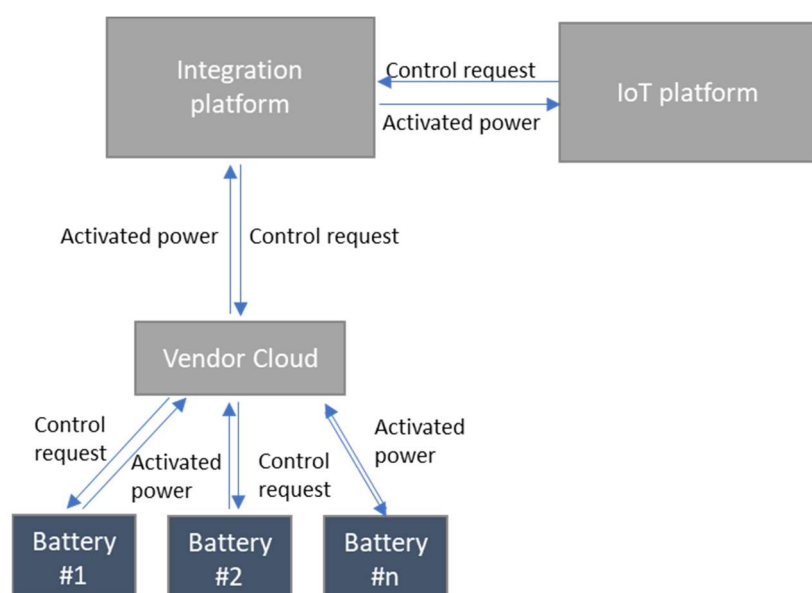 Integration
platform
Control request
IoT platform
Activated power
Activated power
Control request
Vendor Cloud
Control
request
Activated
power
Control
request
Activated
power
Battery
#1
Battery
#2
Battery
#n